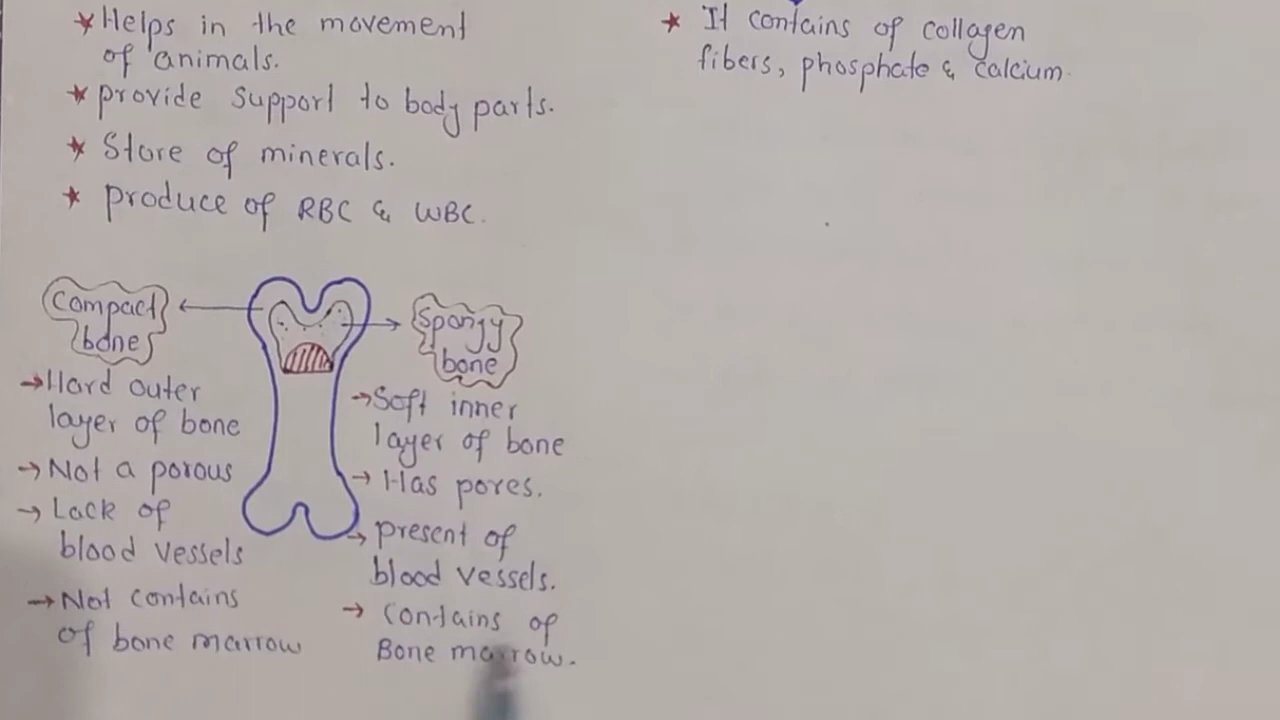 Helps in the movement
of animals.
provide support to body parts.
Store of minerals.
produce of RBC & WBC.
It contains of collagen
fibers, phosphate & calcium.
Compact
bone
Hard outer
layer of bone
Not a porous
Lack of
blood vessels
Not contains
of bone marrow
Spongy
bone
Soft inner
layer of bone
Has pores.
present of
blood vessels.
Contains of
Bone marrow.